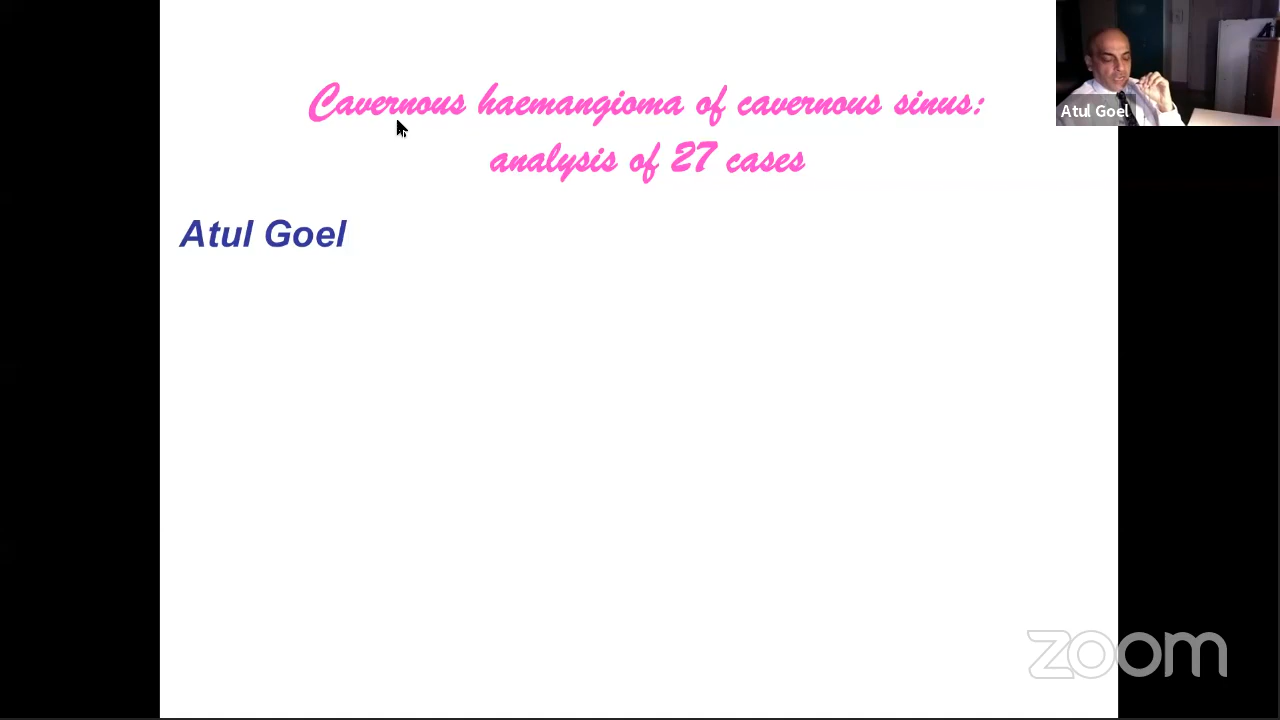 Cavernous haemangioma of cavernous sinus:
analysis of 27 cases
Atul Goel
Atul Goel
zoom